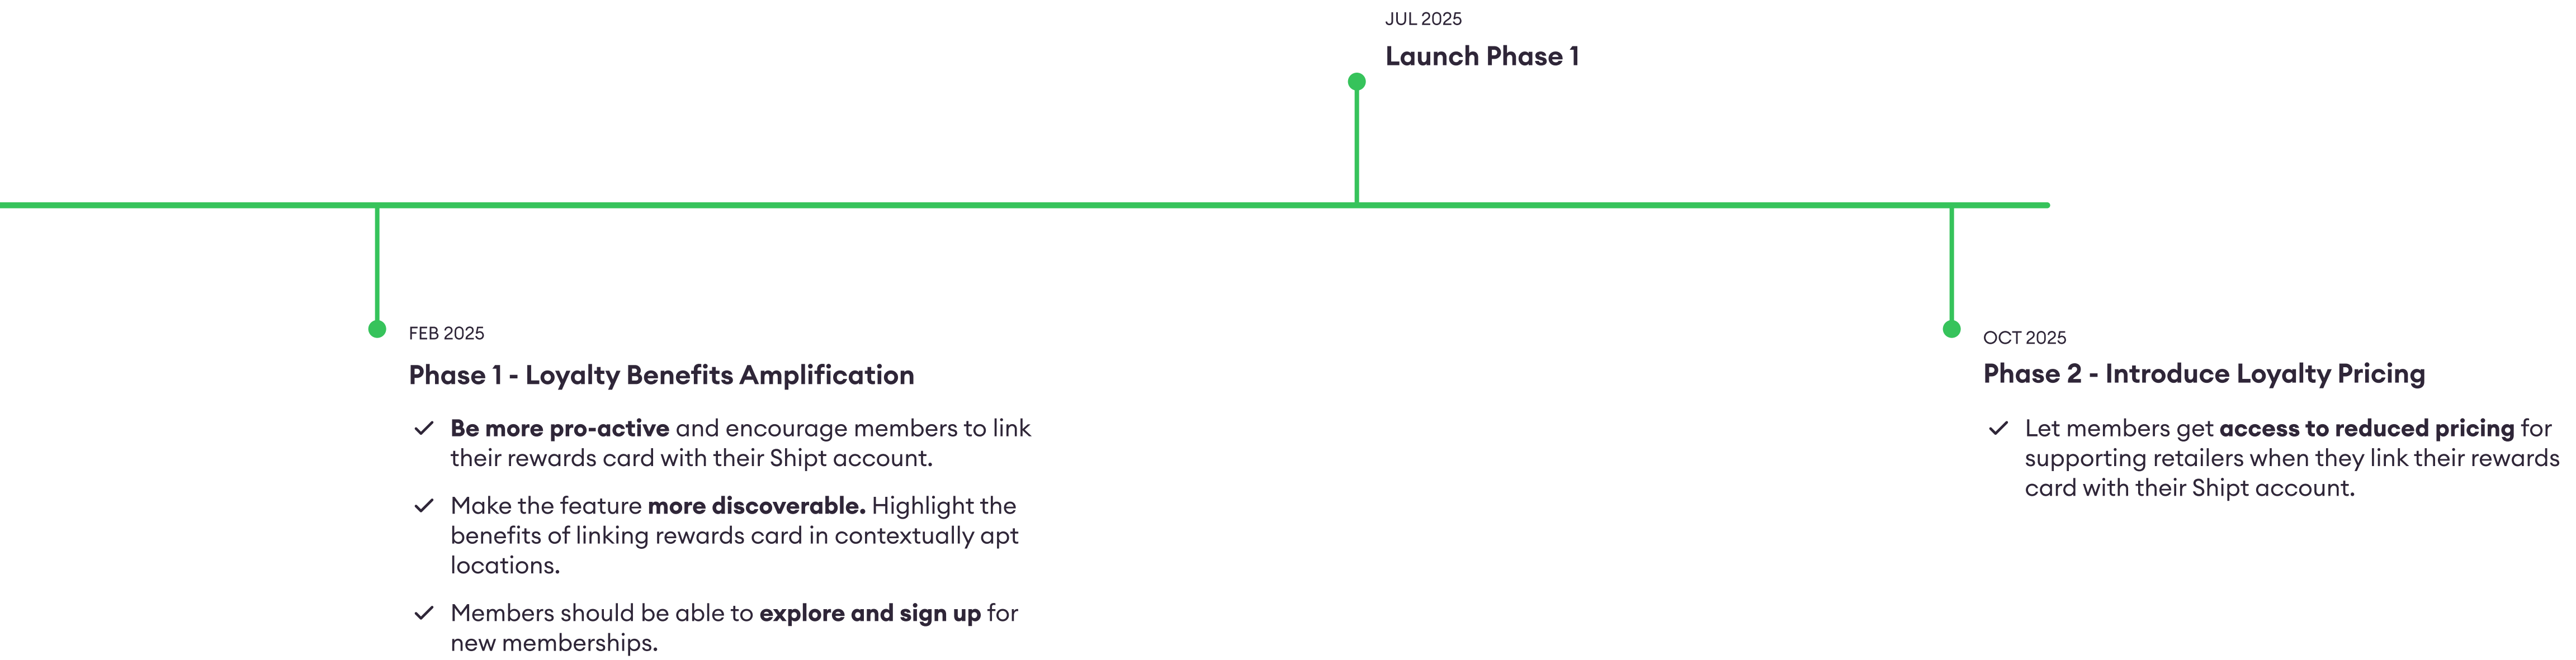 JUL 2025
Launch Phase 1
FEB 2025
Phase 1 - Loyalty Benefits Amplification
Be more pro-active and encourage members to link
their rewards card with their Shipt account.
Make the feature more discoverable. Highlight the
benefits of linking rewards card in contextually apt
locations.
Members should be able to explore and sign up for
new memberships.
OCT 2025
Phase 2 - Introduce Loyalty Pricing
Let members get access to reduced pricing for
supporting retailers when they link their rewards
card with their Shipt account.